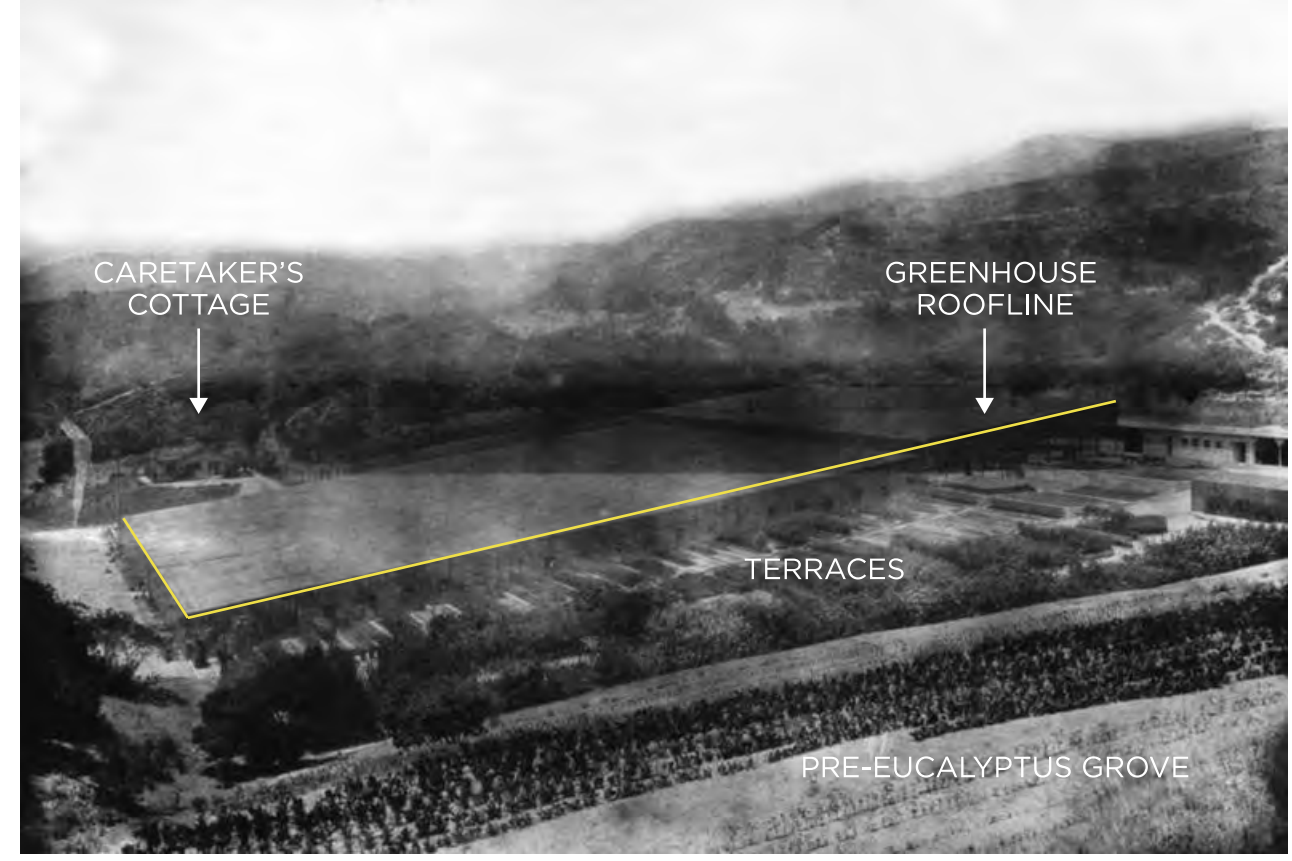 CARETAKER'S
COTTAGE
GREENHOUSE
ROOFLINE
TERRACES
PRE-EUCALYPTUS GROVE